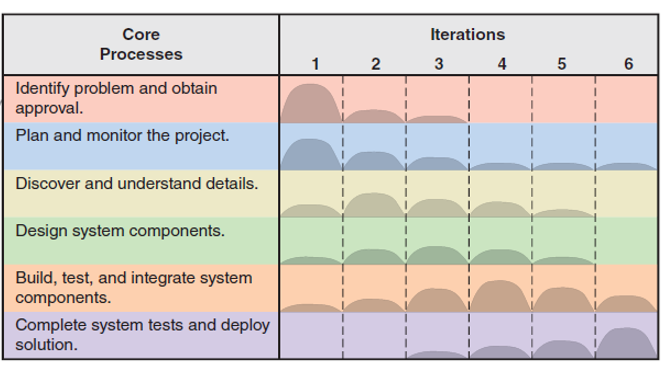 Core
Processes
Iterations
1 2 3 4 5 6
Identify problem and obtain
approval.
Plan and monitor the project.
Discover and understand details.
Design system components.
Build, test, and integrate system
components.
Complete system tests and deploy
solution.